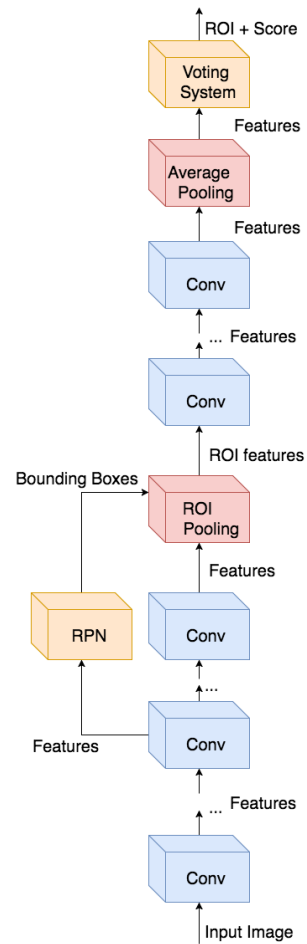 ROI + Score
Voting
System
Features
Average
Pooling
Features
Conv
... Features
Conv
ROI features
Bounding Boxes
ROI
Pooling
Features
RPN
Conv
...
Features
Conv
... Features
Conv
Input Image